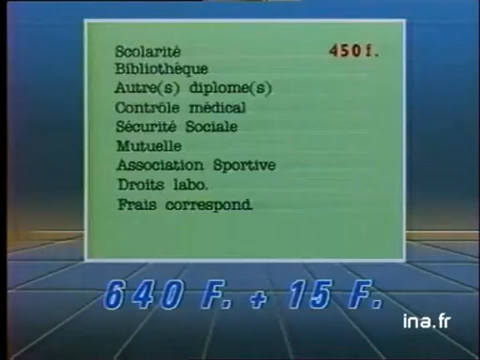 Scolarité 450 f.
Bibliothèque
Autre(s) diplome(s)
Contrôle médical
Sécurité Sociale
Mutuelle
Association Sportive
Droits labo.
Frais correspond.
640 F. + 15 F.
ina.fr